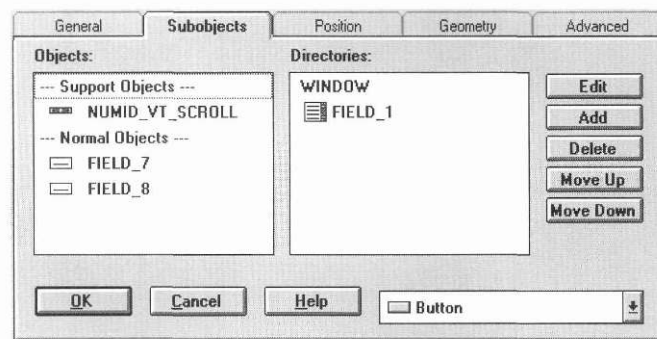 General Subobjects Position Geometry Advanced
Objects:
--- Support Objects ---
NUMID_VT_SCROLL
--- Normal Objects ---
FIELD_7
FIELD_8
Directories:
WINDOW
FIELD_1
Edit
Add
Delete
Move Up
Move Down
OK Cancel Help Button